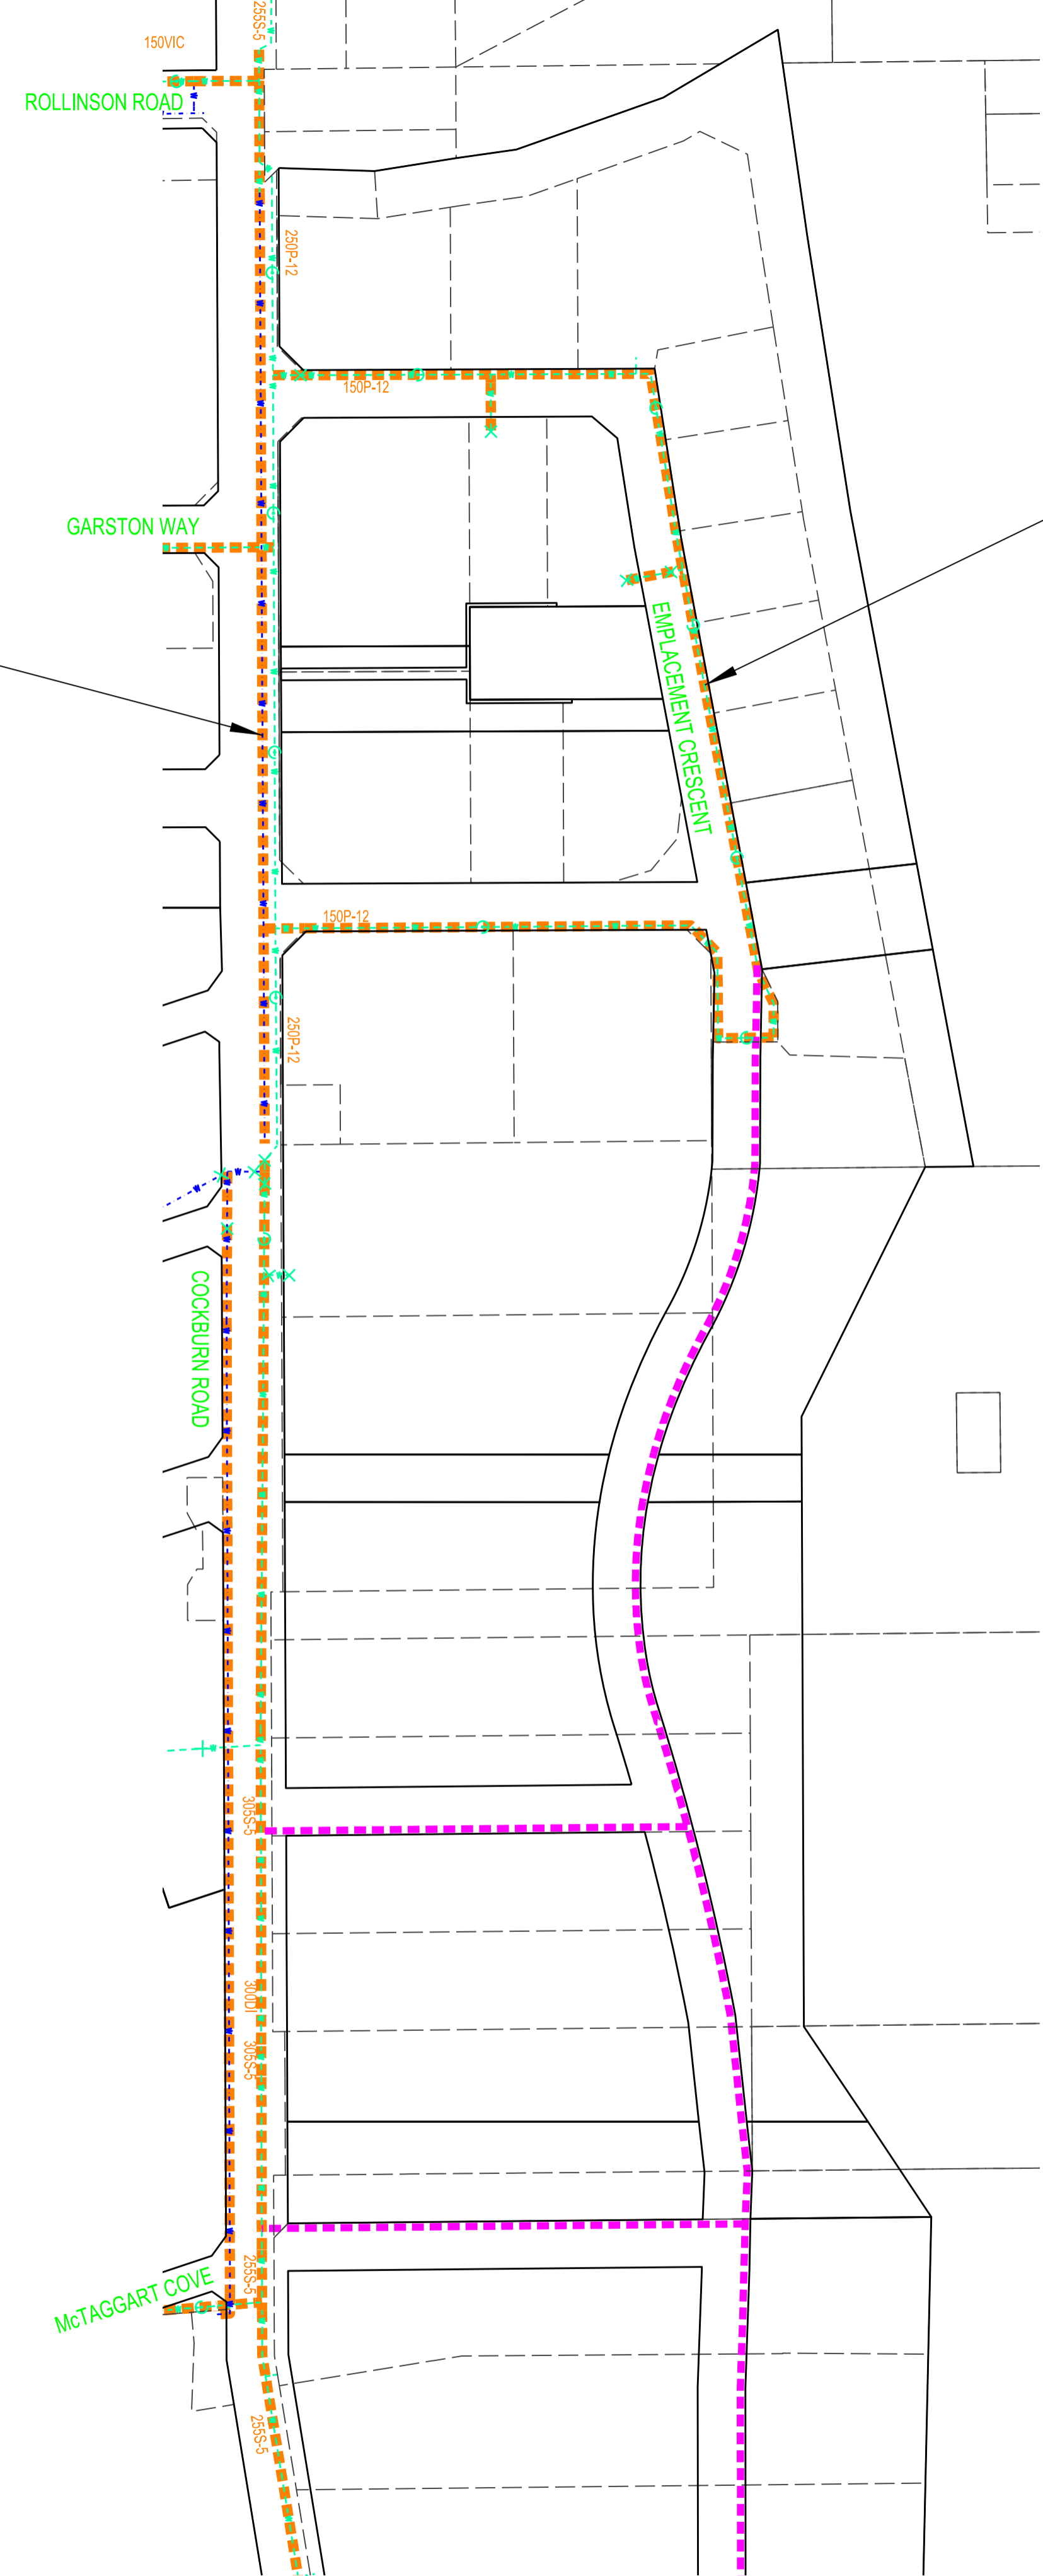 255S-5
150VIC
ROLLINSON ROAD
250P-12
150P-12
GARSTON WAY
EMPLACEMENT CRESCENT
150P-12
250P-12
COCKBURN ROAD
305S-5
300DI
305S-5
255S-5
McTAGGART COVE
255S-5